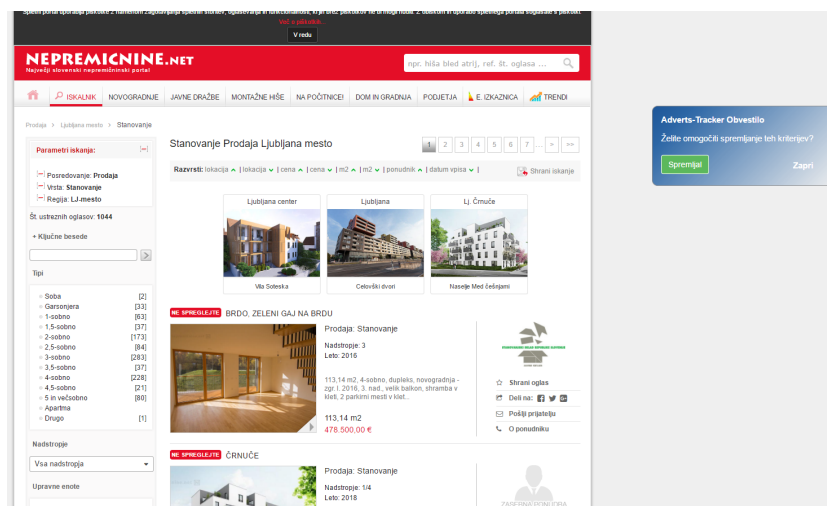 Več o piškotkih...
V redu
NEPREMICNINE.NET
Največji slovenski nepremičninski portal
npr. hiša bled atrij, ref. št. oglasa ...
ISKALNIK NOVOGRADNJE JAVNE DRAŽBE MONTAŽNE HIŠE NA POČITNICE! DOM IN GRADNJA PODJETJA E. IZKAZNICA TRENDI
Prodaja > Ljubljana mesto > Stanovanje
Adverts-Tracker Obvestilo
Želite omogočiti spremljanje teh kriterijev?
Spremljaj Zapri
Parametri iskanja:
Posredovanje: Prodaja
Vrsta: Stanovanje
Regija: LJ-mesto
Št. ustreznih oglasov: 1044
+ Ključne besede
>
Tipi
Soba [2]
Garsonjera [33]
1-sobno [63]
1,5-sobno [37]
2-sobno [173]
2,5-sobno [84]
3-sobno [283]
3,5-sobno [37]
4-sobno [228]
4,5-sobno [21]
5 in večsobno [80]
Apartma
Drugo [1]
Nadstropje
Vsa nadstropja
Upravne enote
Stanovanje Prodaja Ljubljana mesto
1 2 3 4 5 6 7 ... > >>
Razvrsti: lokacija | lokacija | cena | cena | m2 | m2 | ponudnik | datum vpisa |
Shrani iskanje
Ljubljana center Ljubljana Lj. Črnuče
Vila Soteska Celovški dvori Naselje Med češnjami
NE SPREGLEJTE BRDO, ZELENI GAJ NA BRDU
Prodaja: Stanovanje
Nadstropje: 3
Leto: 2016
113,14 m2, 4-sobno, dupleks, novogradnja -
zgr. l. 2016, 3. nad., velik balkon, shramba v
kleti, 2 parkirni mesti v klet..
113,14 m2
478.500,00 €
Shrani oglas
Deli na:
Pošlji prijatelju
O ponudniku
NE SPREGLEJTE ČRNUČE
Prodaja: Stanovanje
Nadstropje: 1/4
Leto: 2018
ZASEBNA PONUDBA